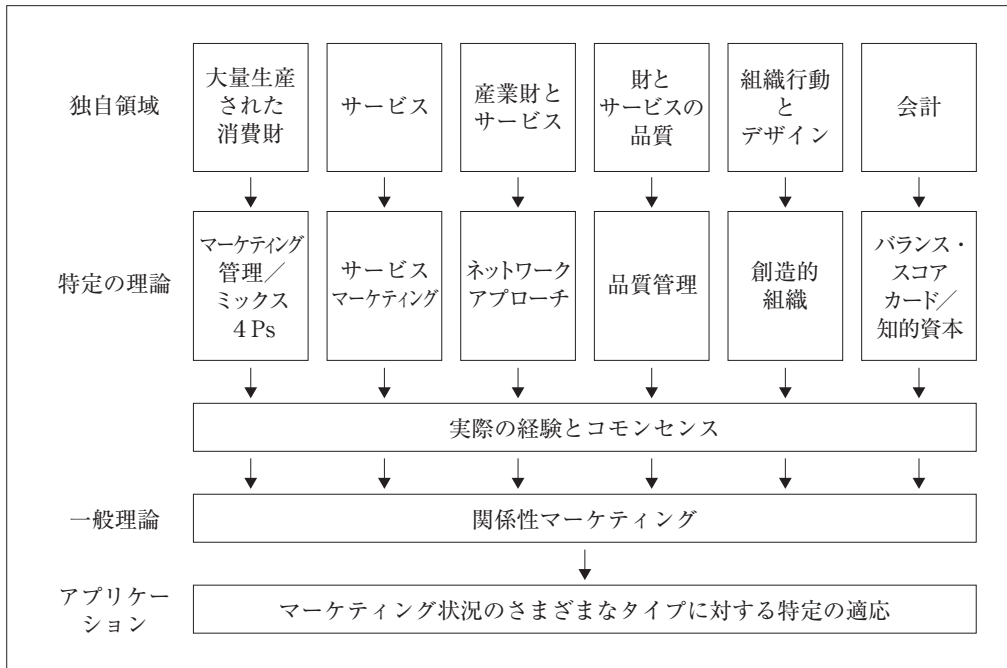 独自領域
大量生産
された
消費財
サービス
産業財と
サービス
財と
サービスの
品質
組織行動
と
デザイン
会計
特定の理論
マーケティング
管理／
ミックス
4 Ps
サービス
マーケティング
ネットワーク
アプローチ
品質管理
創造的
組織
バランス・
スコア
カード／
知的資本
実際の経験とコモンセンス
一般理論
関係性マーケティング
アプリケー
ション
マーケティング状況のさまざまなタイプに対する特定の適応